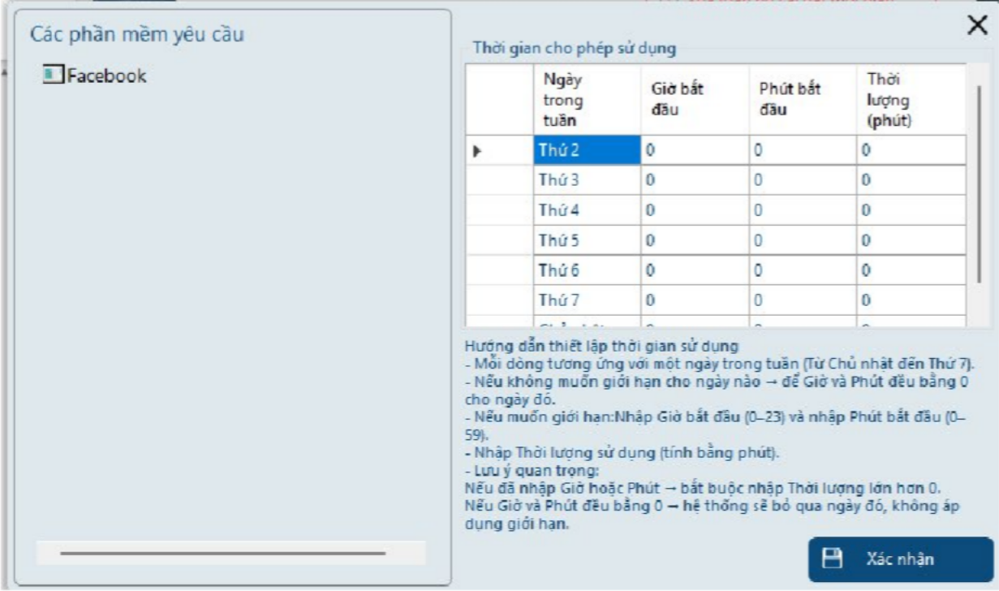 Các phần mềm yêu cầu
Facebook
Thời gian cho phép sử dụng
Ngày trong tuần Giờ bắt đầu Phút bắt đầu Thời lượng (phút)
Thứ 2 0 0 0
Thứ 3 0 0 0
Thứ 4 0 0 0
Thứ 5 0 0 0
Thứ 6 0 0 0
Thứ 7 0 0 0
Hướng dẫn thiết lập thời gian sử dụng
- Mỗi dòng tương ứng với một ngày trong tuần (Từ Chủ nhật đến Thứ 7).
- Nếu không muốn giới hạn cho ngày nào → để Giờ và Phút đều bằng 0
cho ngày đó.
- Nếu muốn giới hạn:Nhập Giờ bắt đầu (0–23) và nhập Phút bắt đầu (0–
59).
- Nhập Thời lượng sử dụng (tính bằng phút).
- Lưu ý quan trọng:
Nếu đã nhập Giờ hoặc Phút → bắt buộc nhập Thời lượng lớn hơn 0.
Nếu Giờ và Phút đều bằng 0 → hệ thống sẽ bỏ qua ngày đó, không áp
dụng giới hạn.
Xác nhận